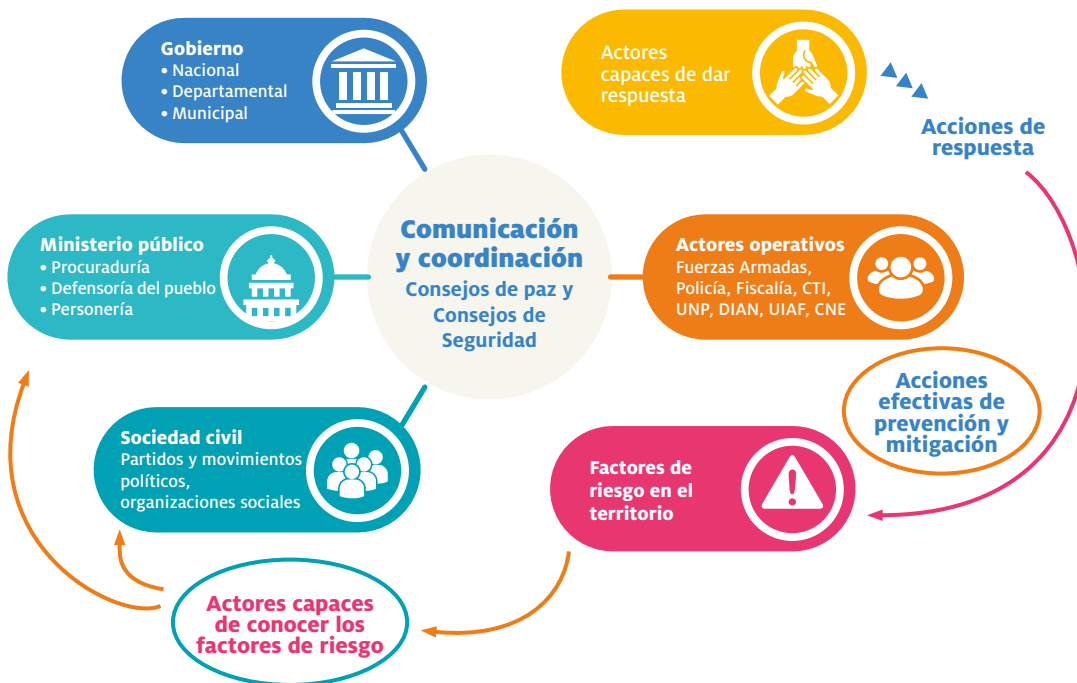 Gobierno
• Nacional
• Departamental
• Municipal
Actores
capaces de dar
respuesta
Acciones de
respuesta
Comunicación
y coordinación
Consejos de paz y
Consejos de
Seguridad
Ministerio público
• Procuraduría
• Defensoría del pueblo
• Personería
Actores operativos
Fuerzas Armadas,
Policía, Fiscalía, CTI,
UNP, DIAN, UIAF, CNE
Acciones
efectivas de
prevención y
mitigación
Sociedad civil
Partidos y movimientos
políticos,
organizaciones sociales
Factores de
riesgo en el
territorio
Actores capaces
de conocer los
factores de riesgo